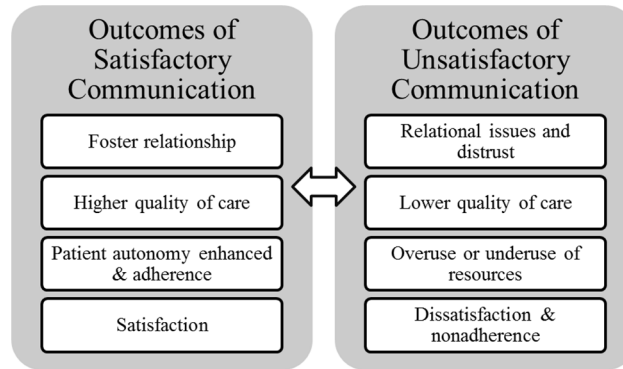 Outcomes of
Satisfactory
Communication
Foster relationship
Higher quality of care
Patient autonomy enhanced
& adherence
Satisfaction
Outcomes of
Unsatisfactory
Communication
Relational issues and
distrust
Lower quality of care
Overuse or underuse of
resources
Dissatisfaction &
nonadherence